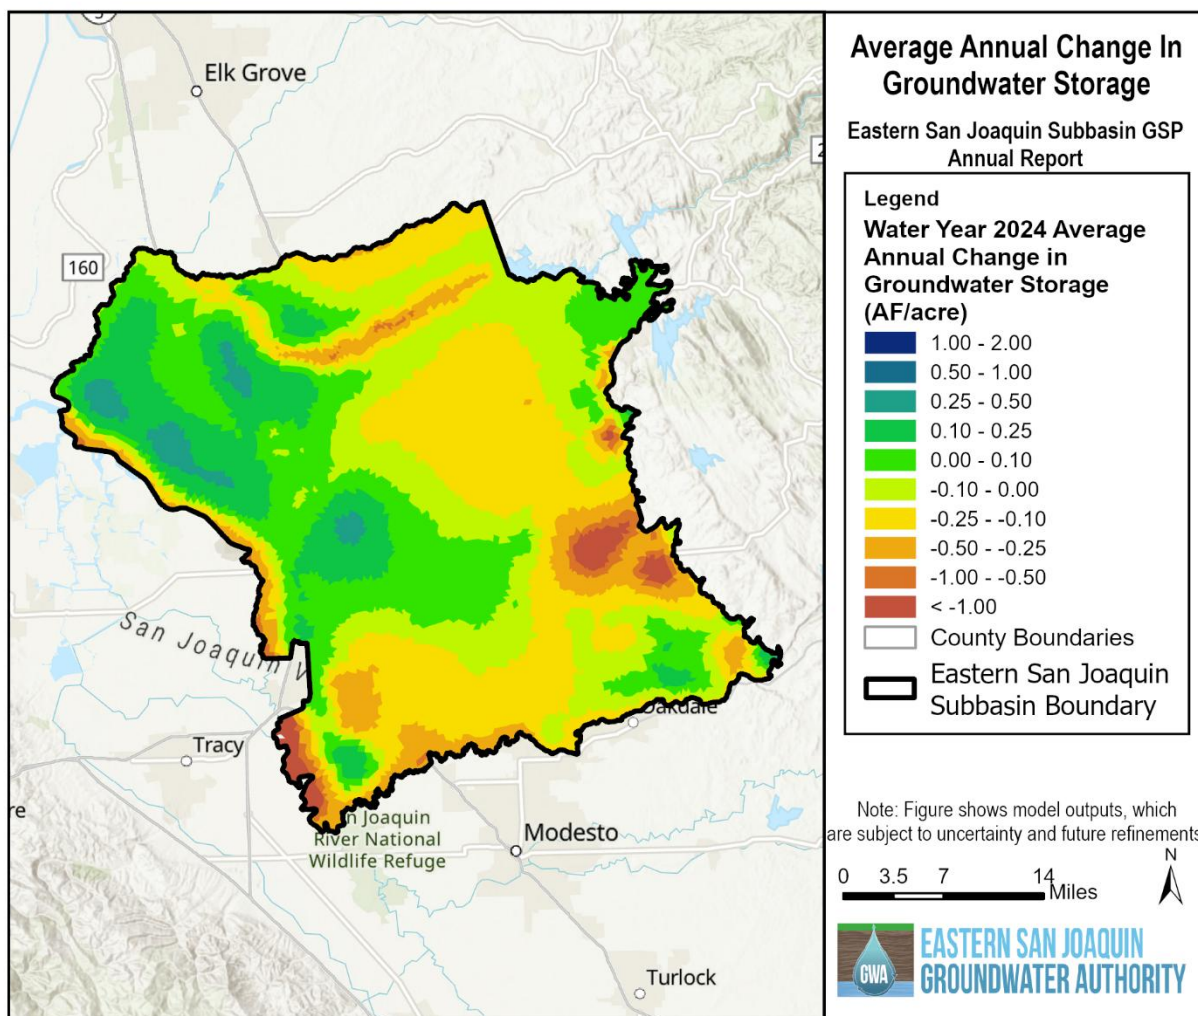 5
Elk Grove
160
2
San Joaquin V
Tracy
Oakdale
re
n Joaquin
River National
Wildlife Refuge
Modesto
Turlock
Average Annual Change In
Groundwater Storage
Eastern San Joaquin Subbasin GSP
Annual Report
Legend
Water Year 2024 Average
Annual Change in
Groundwater Storage
(AF/acre)
1.00 - 2.00
0.50 - 1.00
0.25 - 0.50
0.10 - 0.25
0.00 - 0.10
-0.10 - 0.00
-0.25 - -0.10
-0.50 - -0.25
-1.00 - -0.50
< -1.00
County Boundaries
Eastern San Joaquin
Subbasin Boundary
Note: Figure shows model outputs, which
are subject to uncertainty and future refinements
0 3.5 7 14
Miles
N
GWA
EASTERN SAN JOAQUIN
GROUNDWATER AUTHORITY